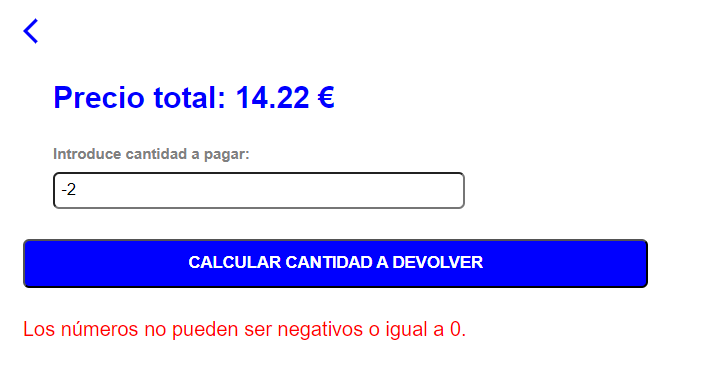 Precio total: 14.22 €
Introduce cantidad a pagar:
-2
CALCULAR CANTIDAD A DEVOLVER
Los números no pueden ser negativos o igual a 0.